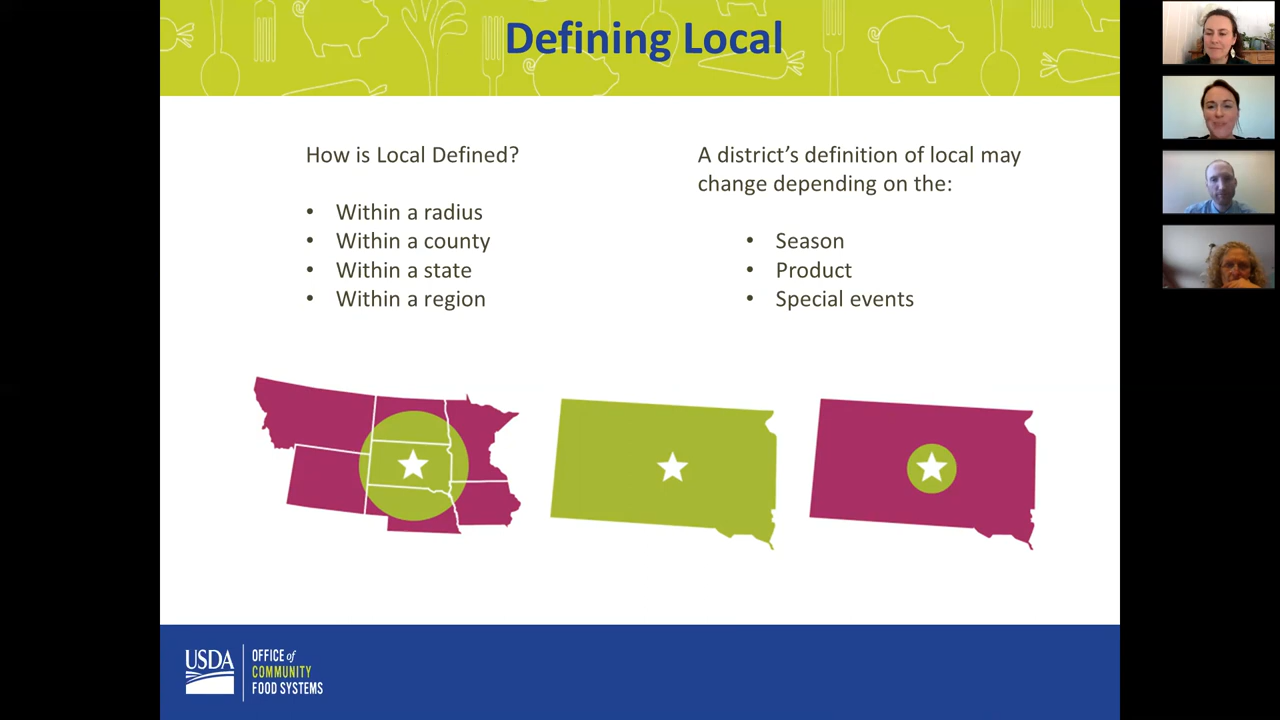 Defining Local
How is Local Defined?
• Within a radius
• Within a county
• Within a state
• Within a region
A district’s definition of local may
change depending on the:
• Season
• Product
• Special events
USDA
OFFICE of
COMMUNITY
FOOD SYSTEMS